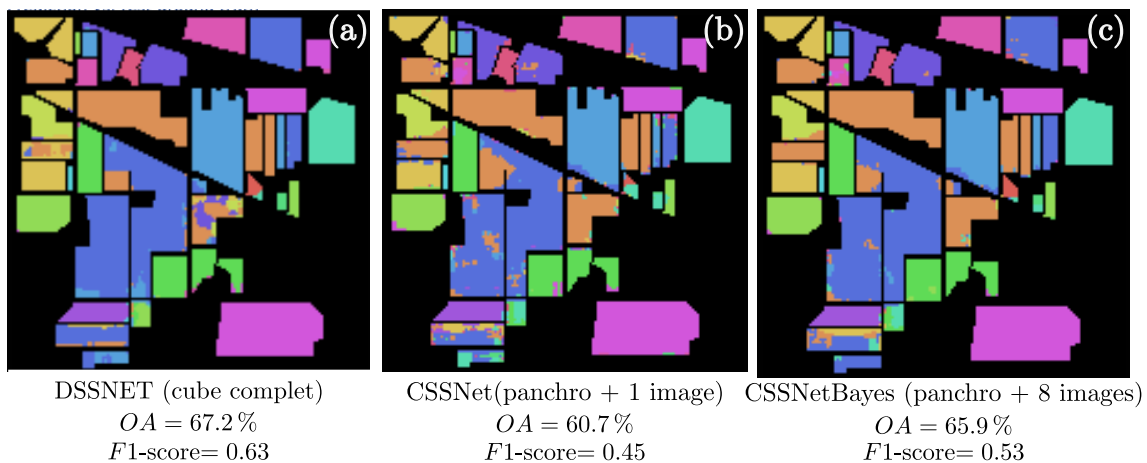 (a)
(b)
(c)
DSSNET (cube complet)
OA = 67.2 %
F1-score= 0.63
CSSNet(panchro + 1 image)
OA = 60.7 %
F1-score= 0.45
CSSNetBayes (panchro + 8 images)
OA = 65.9 %
F1-score= 0.53